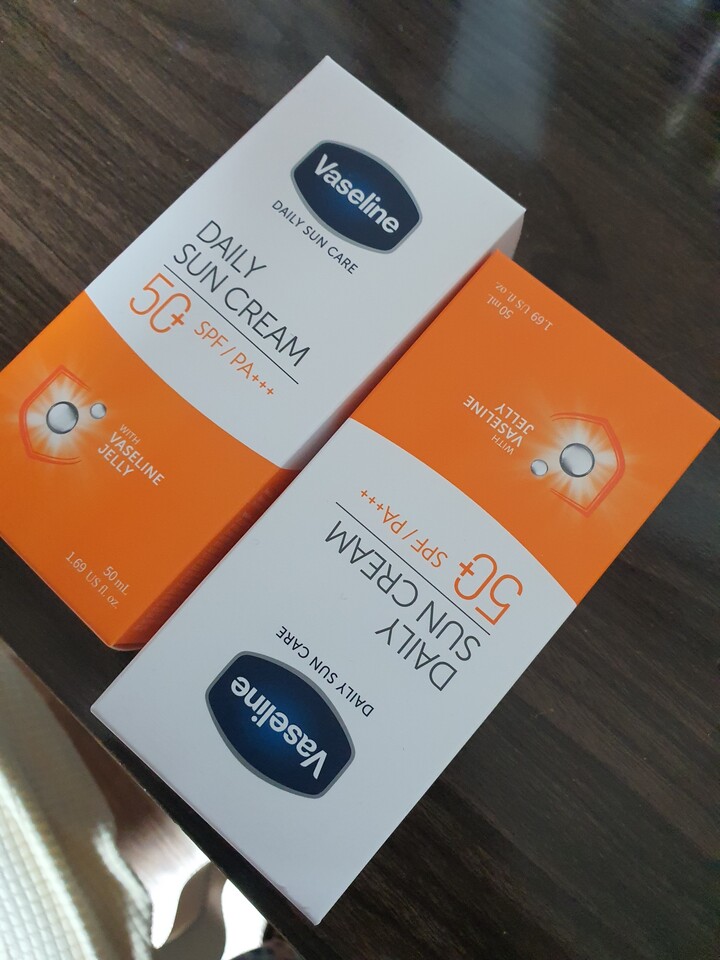 Vaseline
DAILY SUN CARE
DAILY
SUN CREAM
50+ SPF / PA+++
WITH
VASELINE
JELLY
50 mL
1.69 US fl. oz.
Vaseline
DAILY SUN CARE
DAILY
SUN CREAM
50+ SPF / PA+++
WITH
VASELINE
JELLY
50 mL
1.69 US fl. oz.